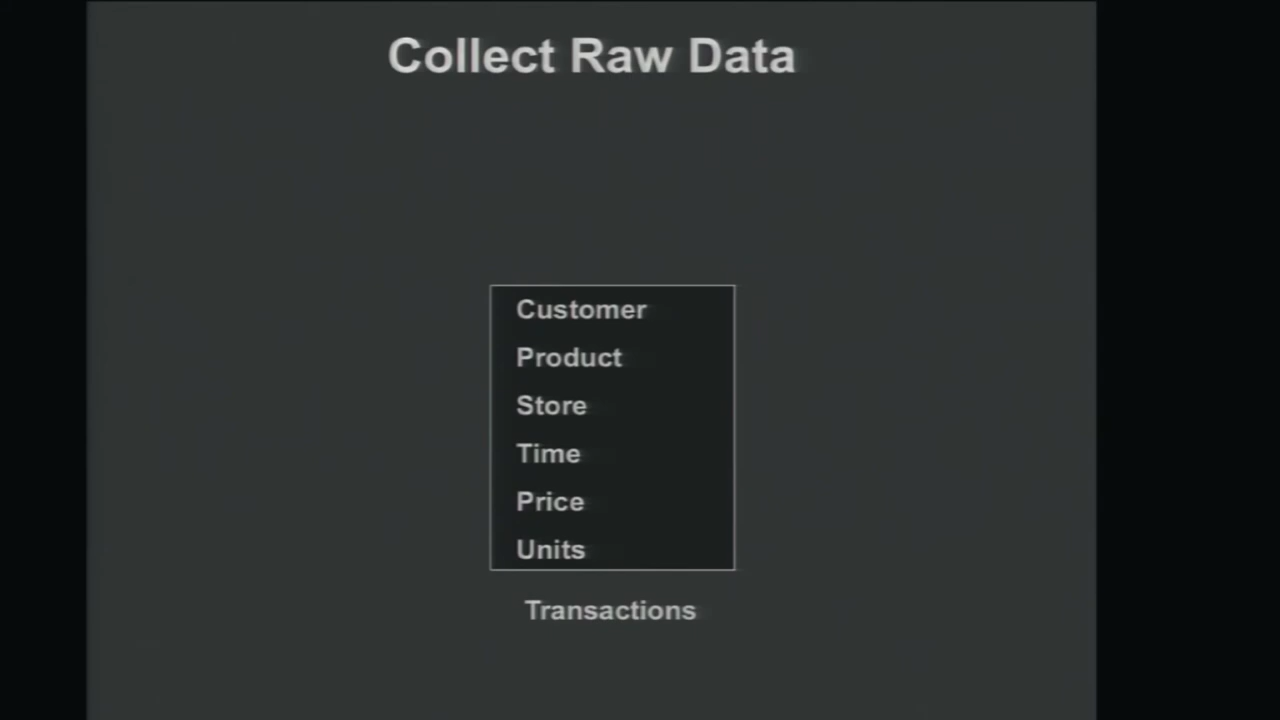 Collect Raw Data
Customer
Product
Store
Time
Price
Units
Transactions